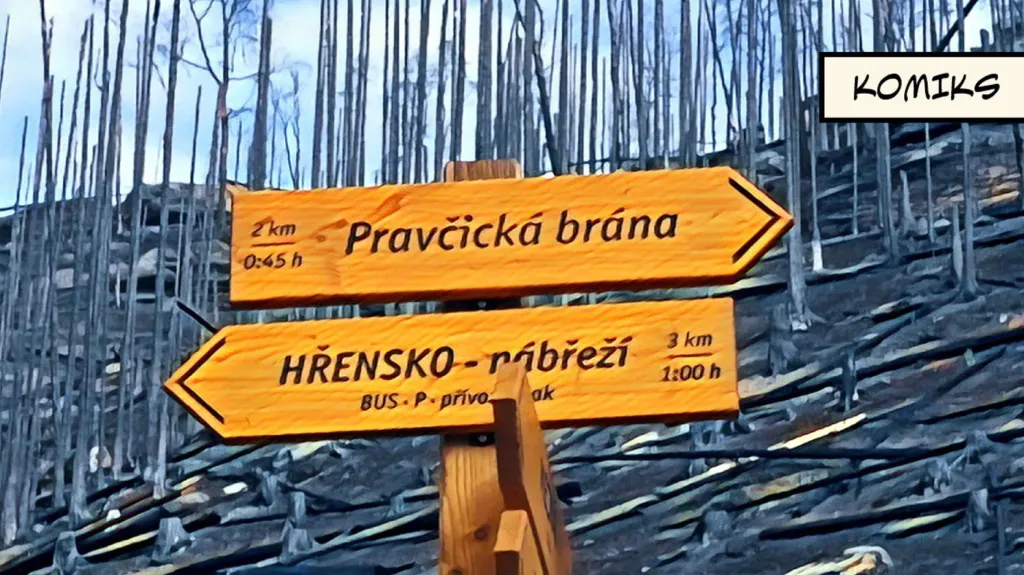 KOMIKS
2 km
0:45 h
Pravčická brána
HŘENSKO - nábřeží
3 km
1:00 h
BUS · P ·